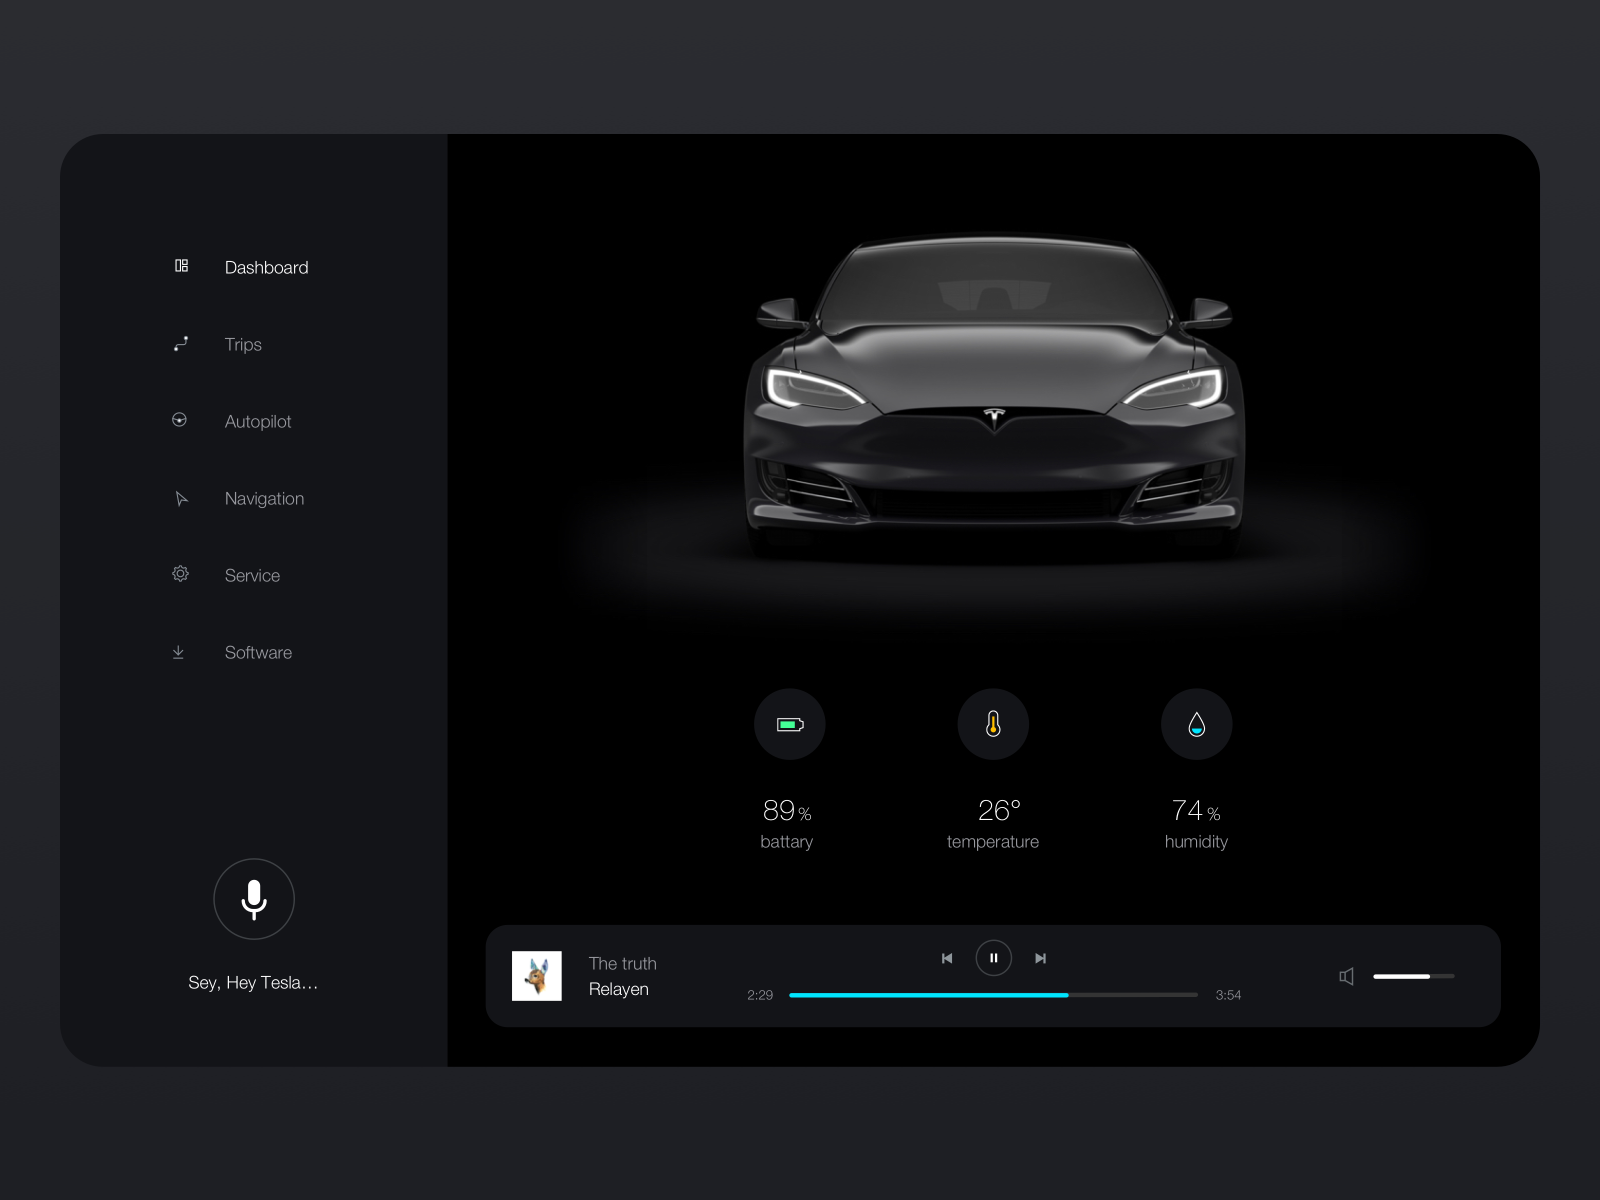 Dashboard
Trips
Autopilot
Navigation
Service
Software
Sey, Hey Tesla...
89 %
battary
26°
temperature
74 %
humidity
The truth
Relayen
2:29
3:54